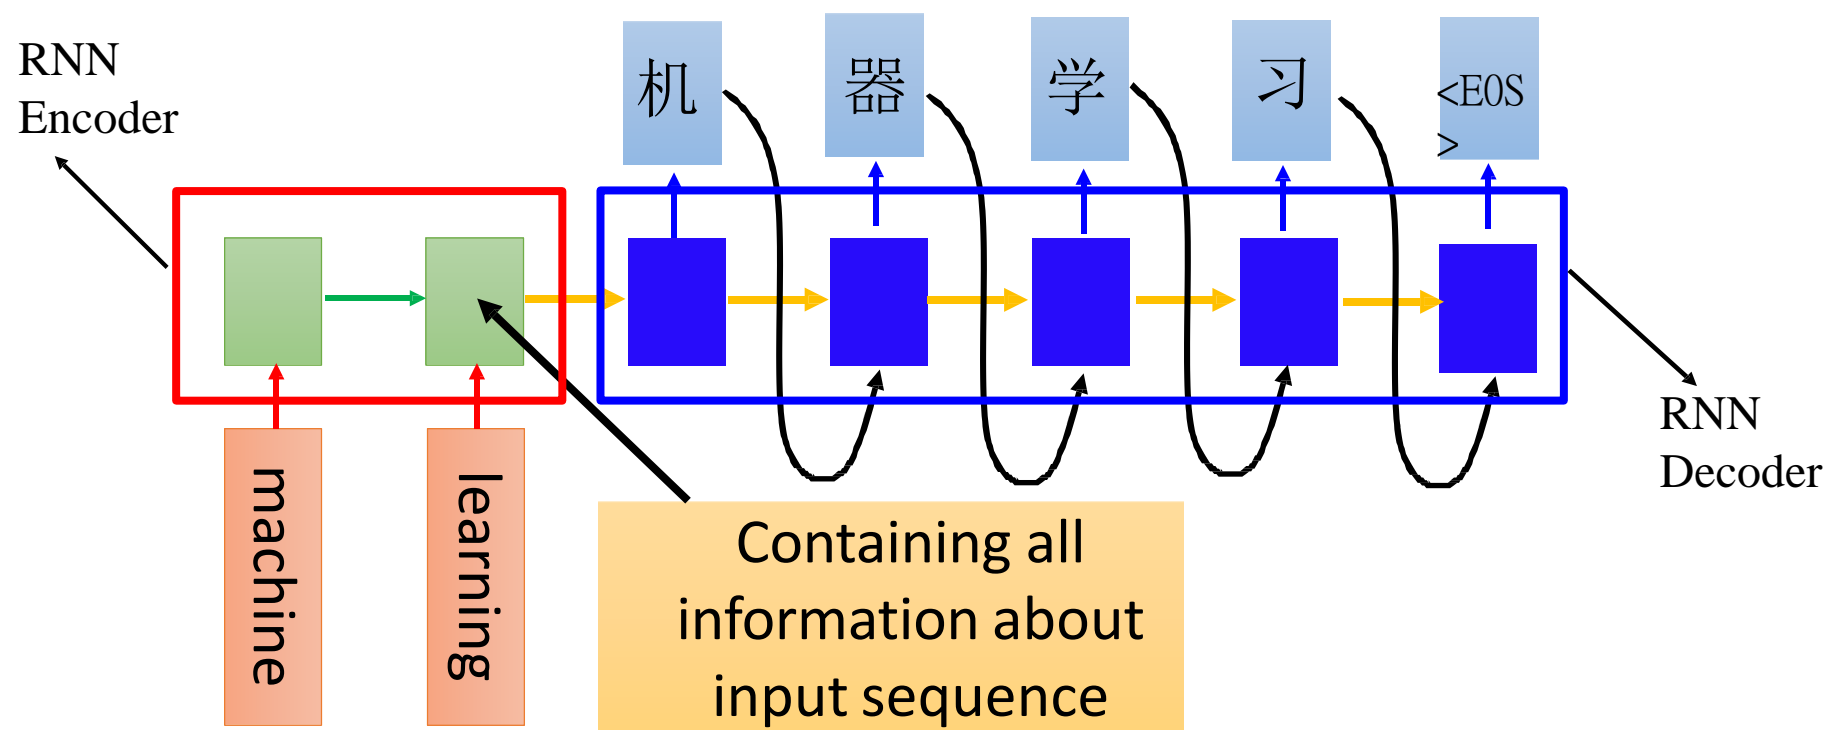 RNN
Encoder
机
器
学
习
<EOS
>
machine
learning
Containing all
information about
input sequence
RNN
Decoder